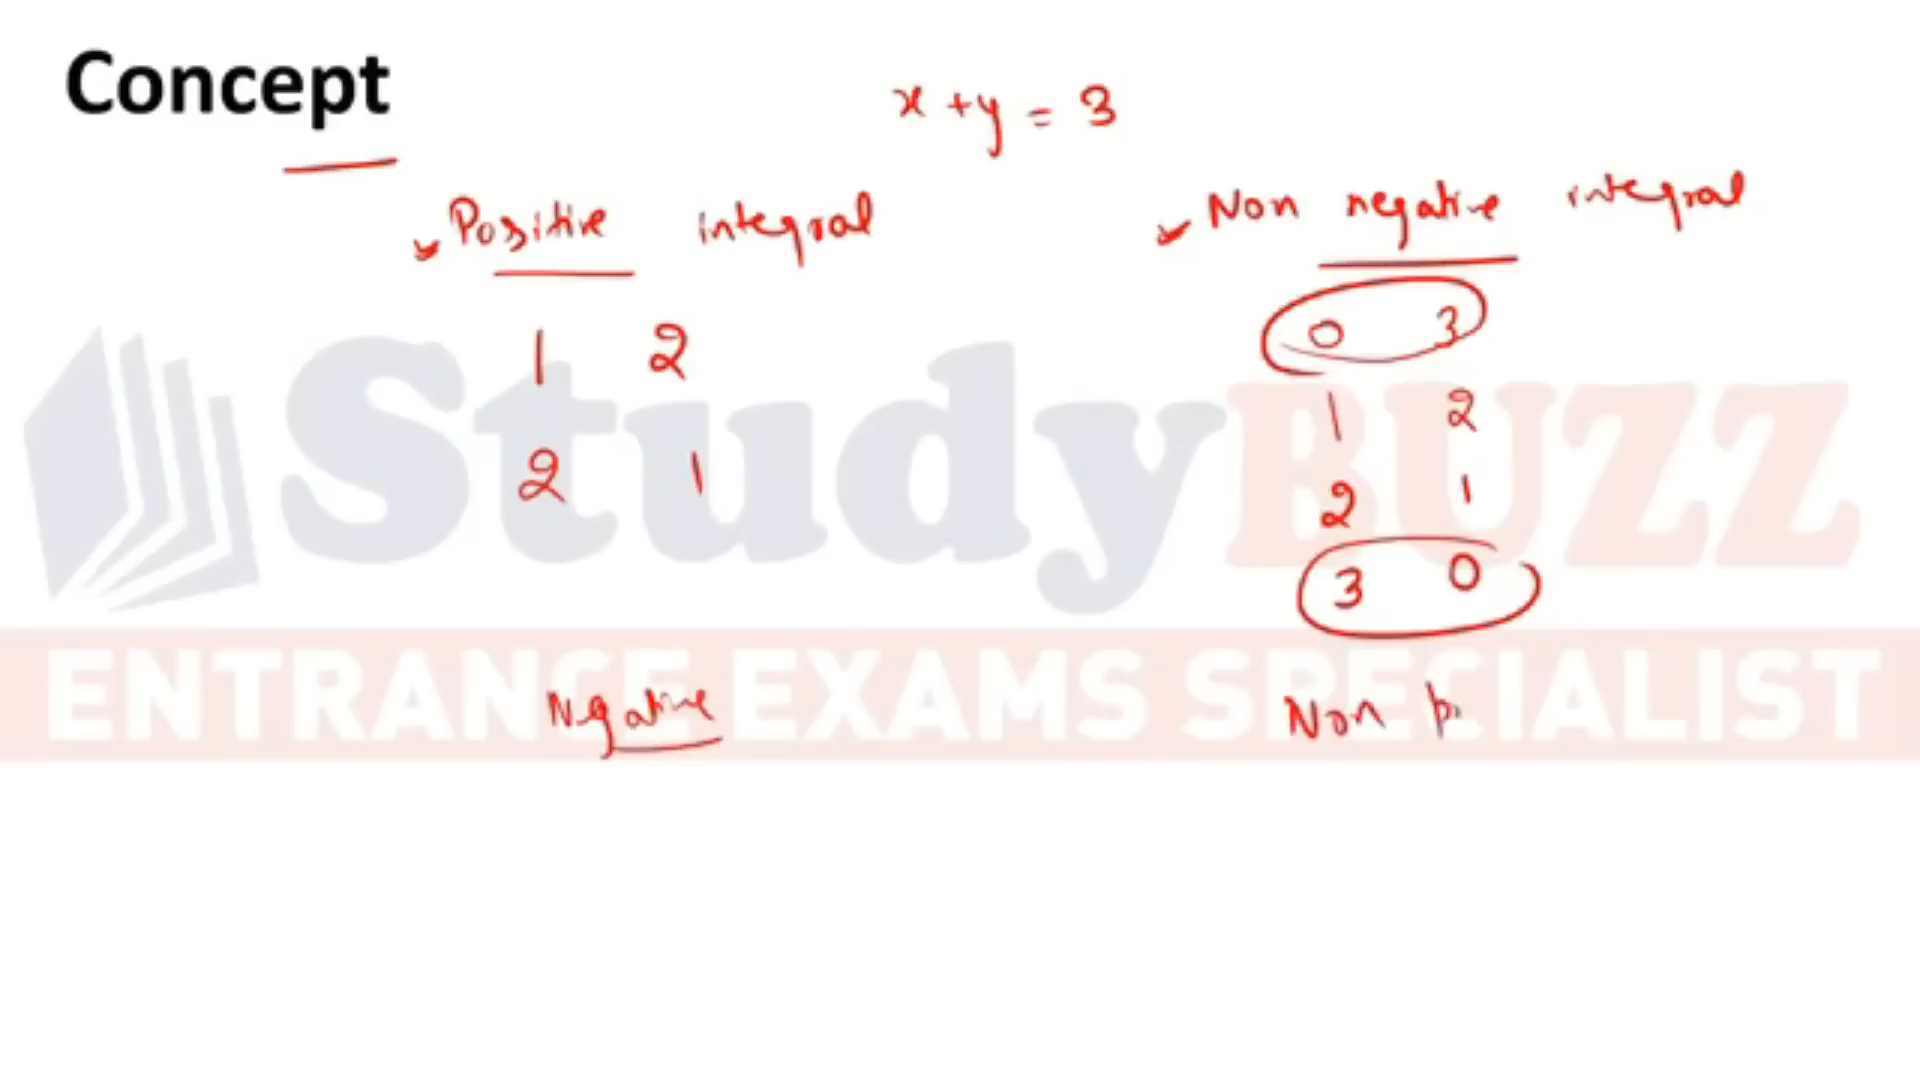 Concept
x + y = 3
Positive integral
Non negative integral
1 2
2 1
0 3
1 2
2 1
3 0
StudyBUZZ
ENTRANCE EXAMS SPECIALIST
Negative
Non p